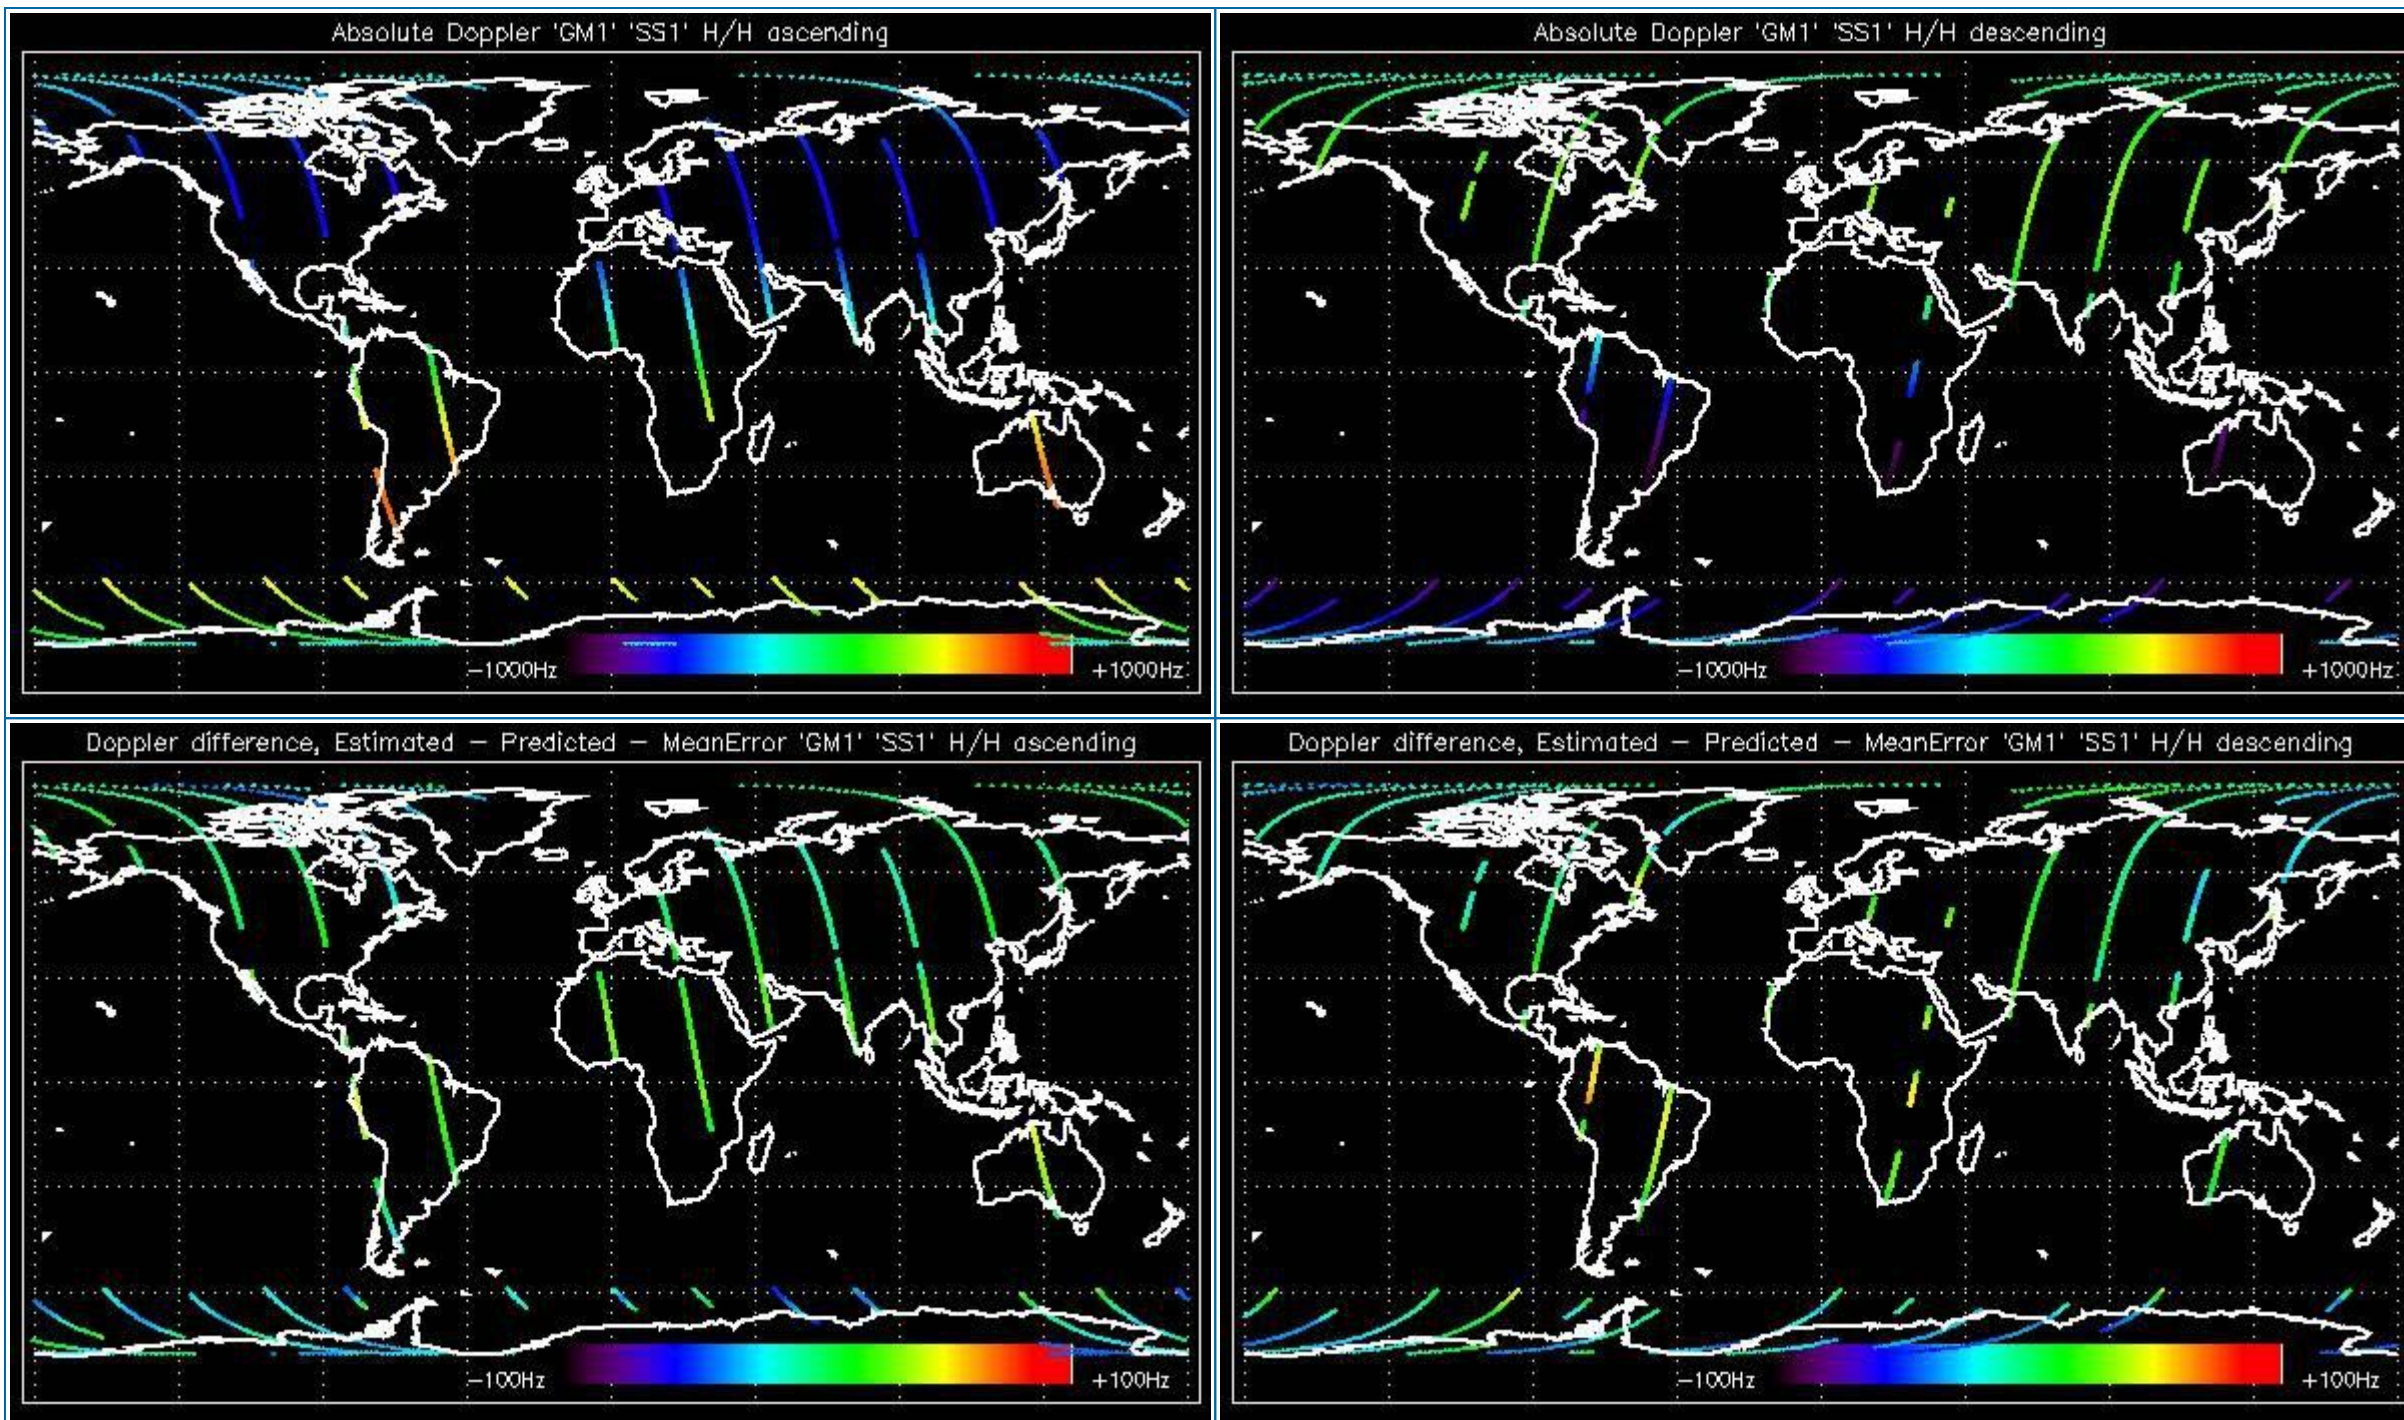 Absolute Doppler 'GM1' 'SS1' H/H ascending
-1000Hz
+1000Hz
Absolute Doppler 'GM1' 'SS1' H/H descending
-1000Hz
+1000Hz
Doppler difference, Estimated - Predicted - MeanError 'GM1' 'SS1' H/H ascending
-100Hz
+100Hz
Doppler difference, Estimated - Predicted - MeanError 'GM1' 'SS1' H/H descending
-100Hz
+100Hz